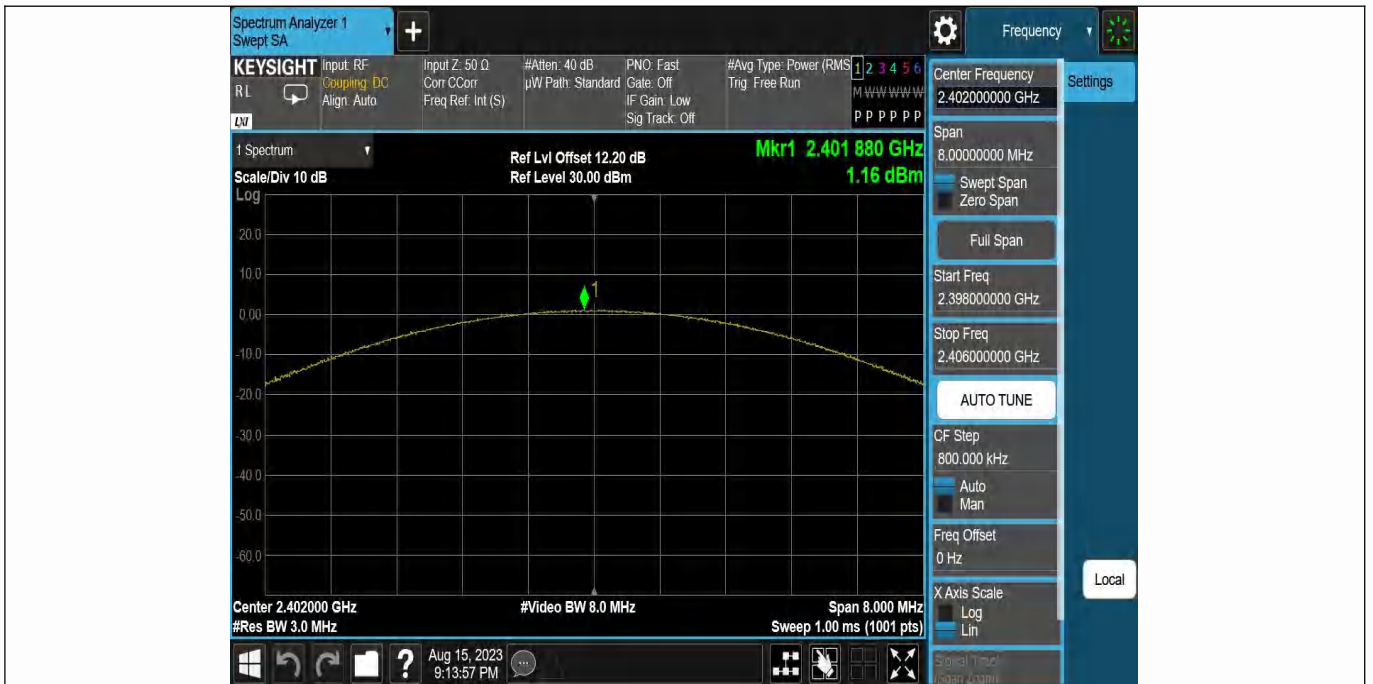 Spectrum Analyzer 1
Swept SA
+
Frequency
KEYSIGHT
RL
LXI
Input: RF
Coupling: DC
Align: Auto
Input Z: 50 Ω
Corr CCorr
Freq Ref: Int (S)
#Atten: 40 dB
µW Path: Standard
PNO: Fast
Gate: Off
IF Gain: Low
Sig Track: Off
#Avg Type: Power (RMS
Trig: Free Run
1 2 3 4 5 6
M W W W W W
P P P P P P
1 Spectrum
Scale/Div 10 dB
Ref Lvl Offset 12.20 dB
Ref Level 30.00 dBm
Mkr1 2.401 880 GHz
1.16 dBm
Log
20.0
10.0
0.00
-10.0
-20.0
-30.0
-40.0
-50.0
-60.0
1
Center 2.402000 GHz
#Res BW 3.0 MHz
#Video BW 8.0 MHz
Span 8.000 MHz
Sweep 1.00 ms (1001 pts)
Center Frequency
2.402000000 GHz
Settings
Span
8.00000000 MHz
Swept Span
Zero Span
Full Span
Start Freq
2.398000000 GHz
Stop Freq
2.406000000 GHz
AUTO TUNE
CF Step
800.000 kHz
Auto
Man
Freq Offset
0 Hz
X Axis Scale
Log
Lin
Signal Track
(Span Zoom)
Local
?
Aug 15, 2023
9:13:57 PM